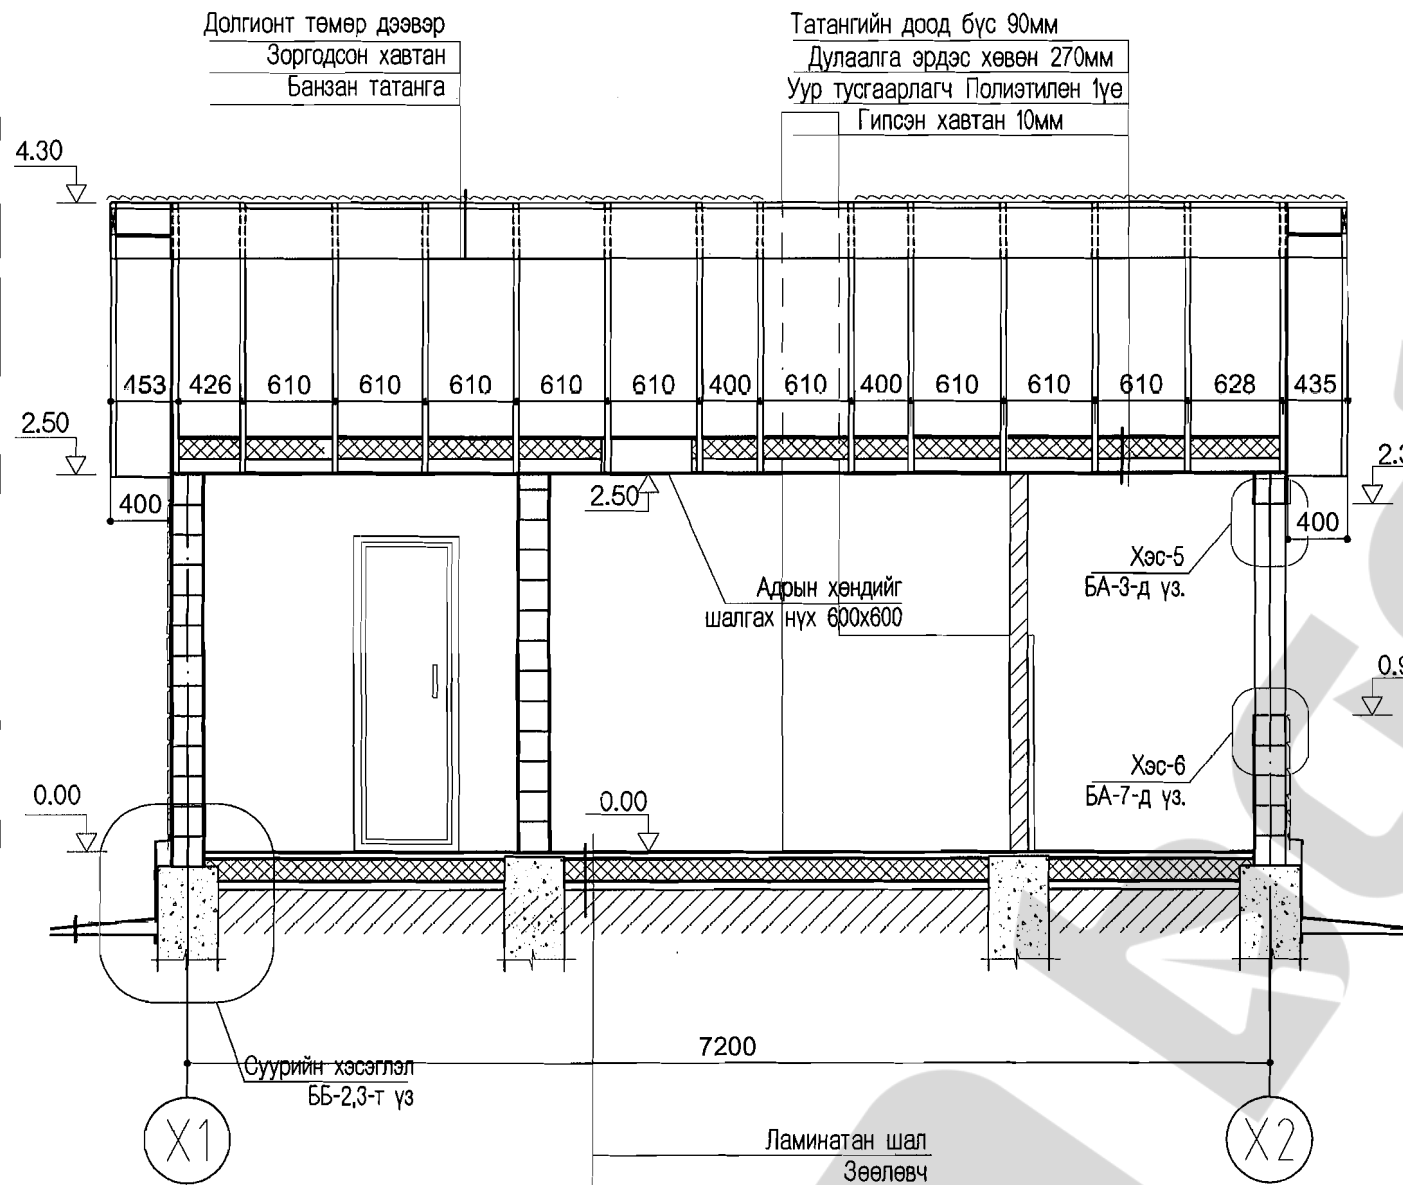 Долгионт төмөр дээвэр
Зоргодсон хавтан
Банзан татанга
Татангийн доод бүс 90мм
Дулаалга эрдэс хөвөн 270мм
Уур тусгаарлагч Полиэтилен 1үе
Гипсэн хавтан 10мм
4.30
453 426 610 610 610 610 610 400 610 400 610 610 610 628 435
2.50
2.50
400
400
Хэс-5
БА-3-д үз.
Адрын хөндийг
шалгах нүх 600х600
Хэс-6
БА-7-д үз.
0.00
0.00
7200
Суурийн хэсэглэл
ББ-2,3-т үз
X1
X2
Ламинатан шал
Зөөлөвч